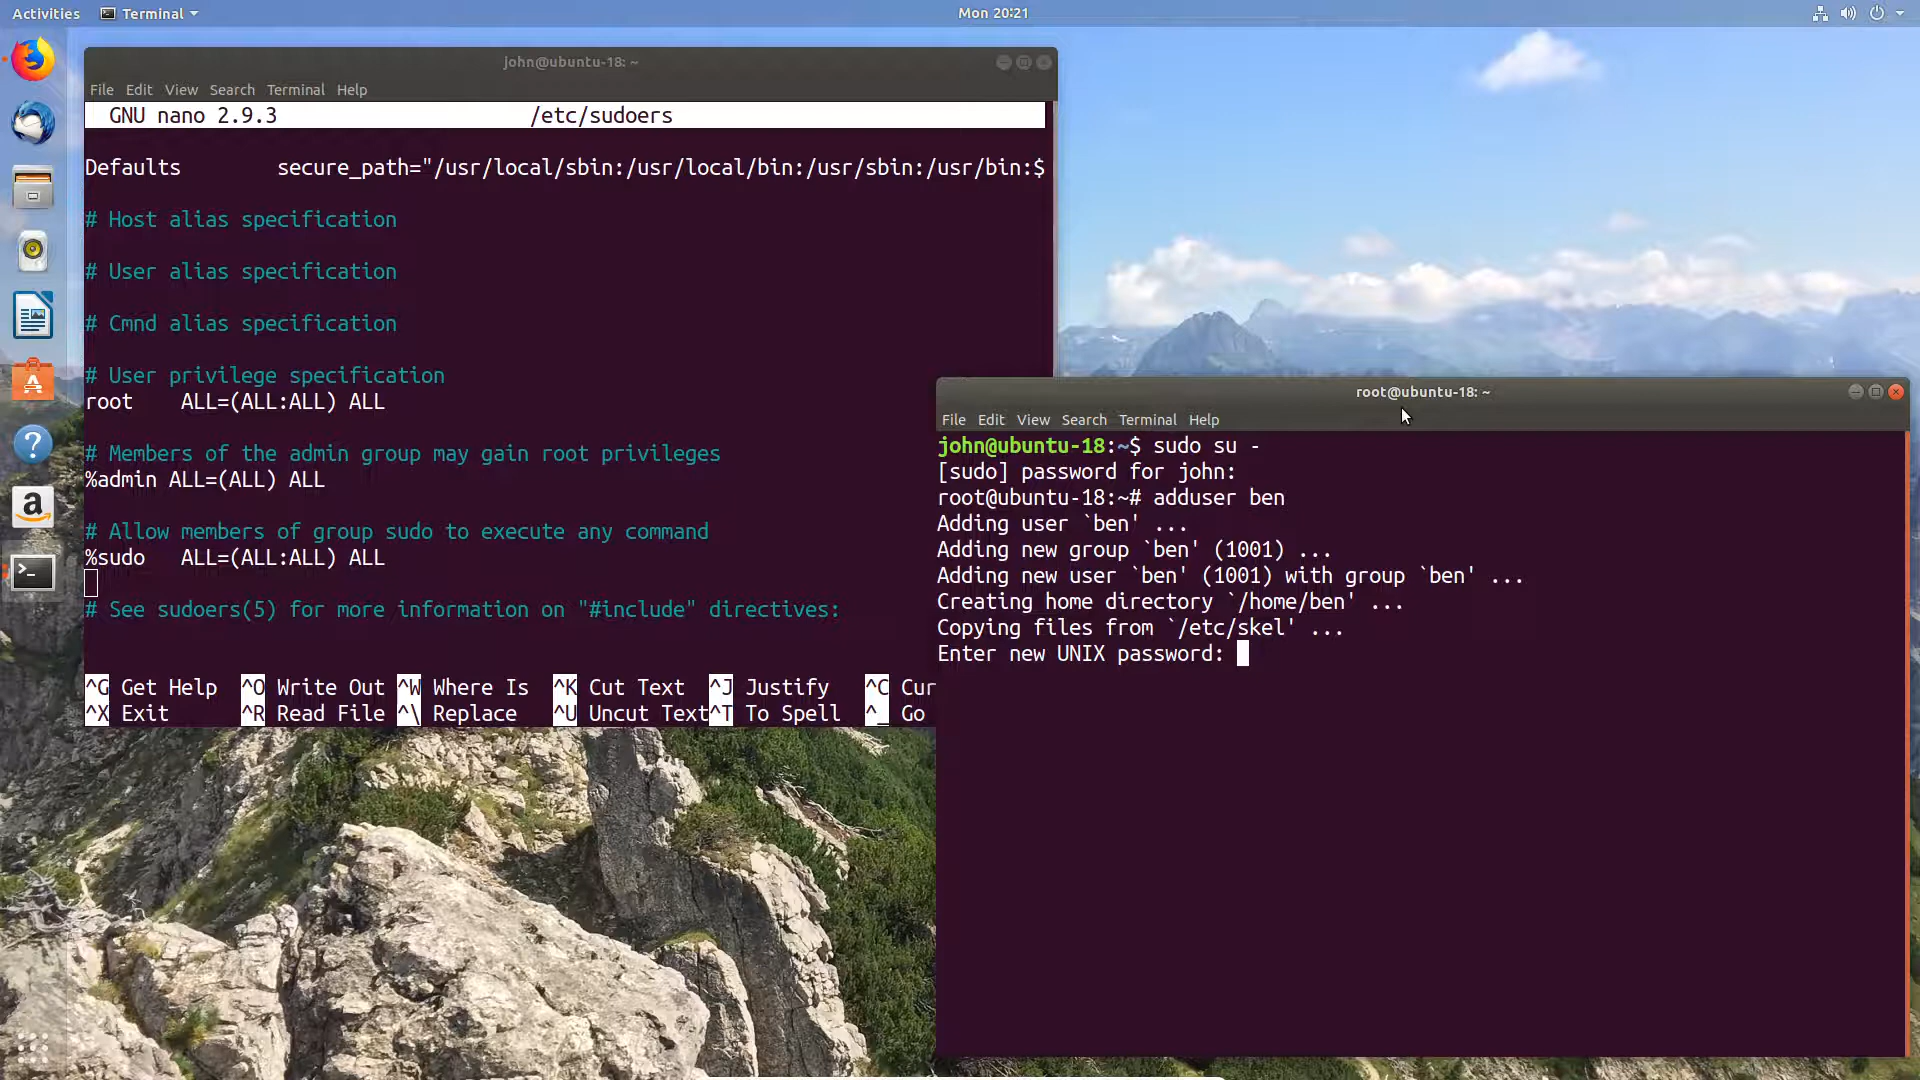 Activities
Terminal
Mon 20:21
john@ubuntu-18: ~
File Edit View Search Terminal Help
GNU nano 2.9.3 /etc/sudoers
Defaults secure_path="/usr/local/sbin:/usr/local/bin:/usr/sbin:/usr/bin:$
# Host alias specification
# User alias specification
# Cmnd alias specification
# User privilege specification
root ALL=(ALL:ALL) ALL
# Members of the admin group may gain root privileges
%admin ALL=(ALL) ALL
# Allow members of group sudo to execute any command
%sudo ALL=(ALL:ALL) ALL
# See sudoers(5) for more information on "#include" directives:
^G Get Help ^O Write Out ^W Where Is ^K Cut Text ^J Justify ^C Cur
^X Exit ^R Read File ^\ Replace ^U Uncut Text ^T To Spell ^_ Go
root@ubuntu-18: ~
File Edit View Search Terminal Help
john@ubuntu-18:~$ sudo su -
[sudo] password for john:
root@ubuntu-18:~# adduser ben
Adding user `ben' ...
Adding new group `ben' (1001) ...
Adding new user `ben' (1001) with group `ben' ...
Creating home directory `/home/ben' ...
Copying files from `/etc/skel' ...
Enter new UNIX password: